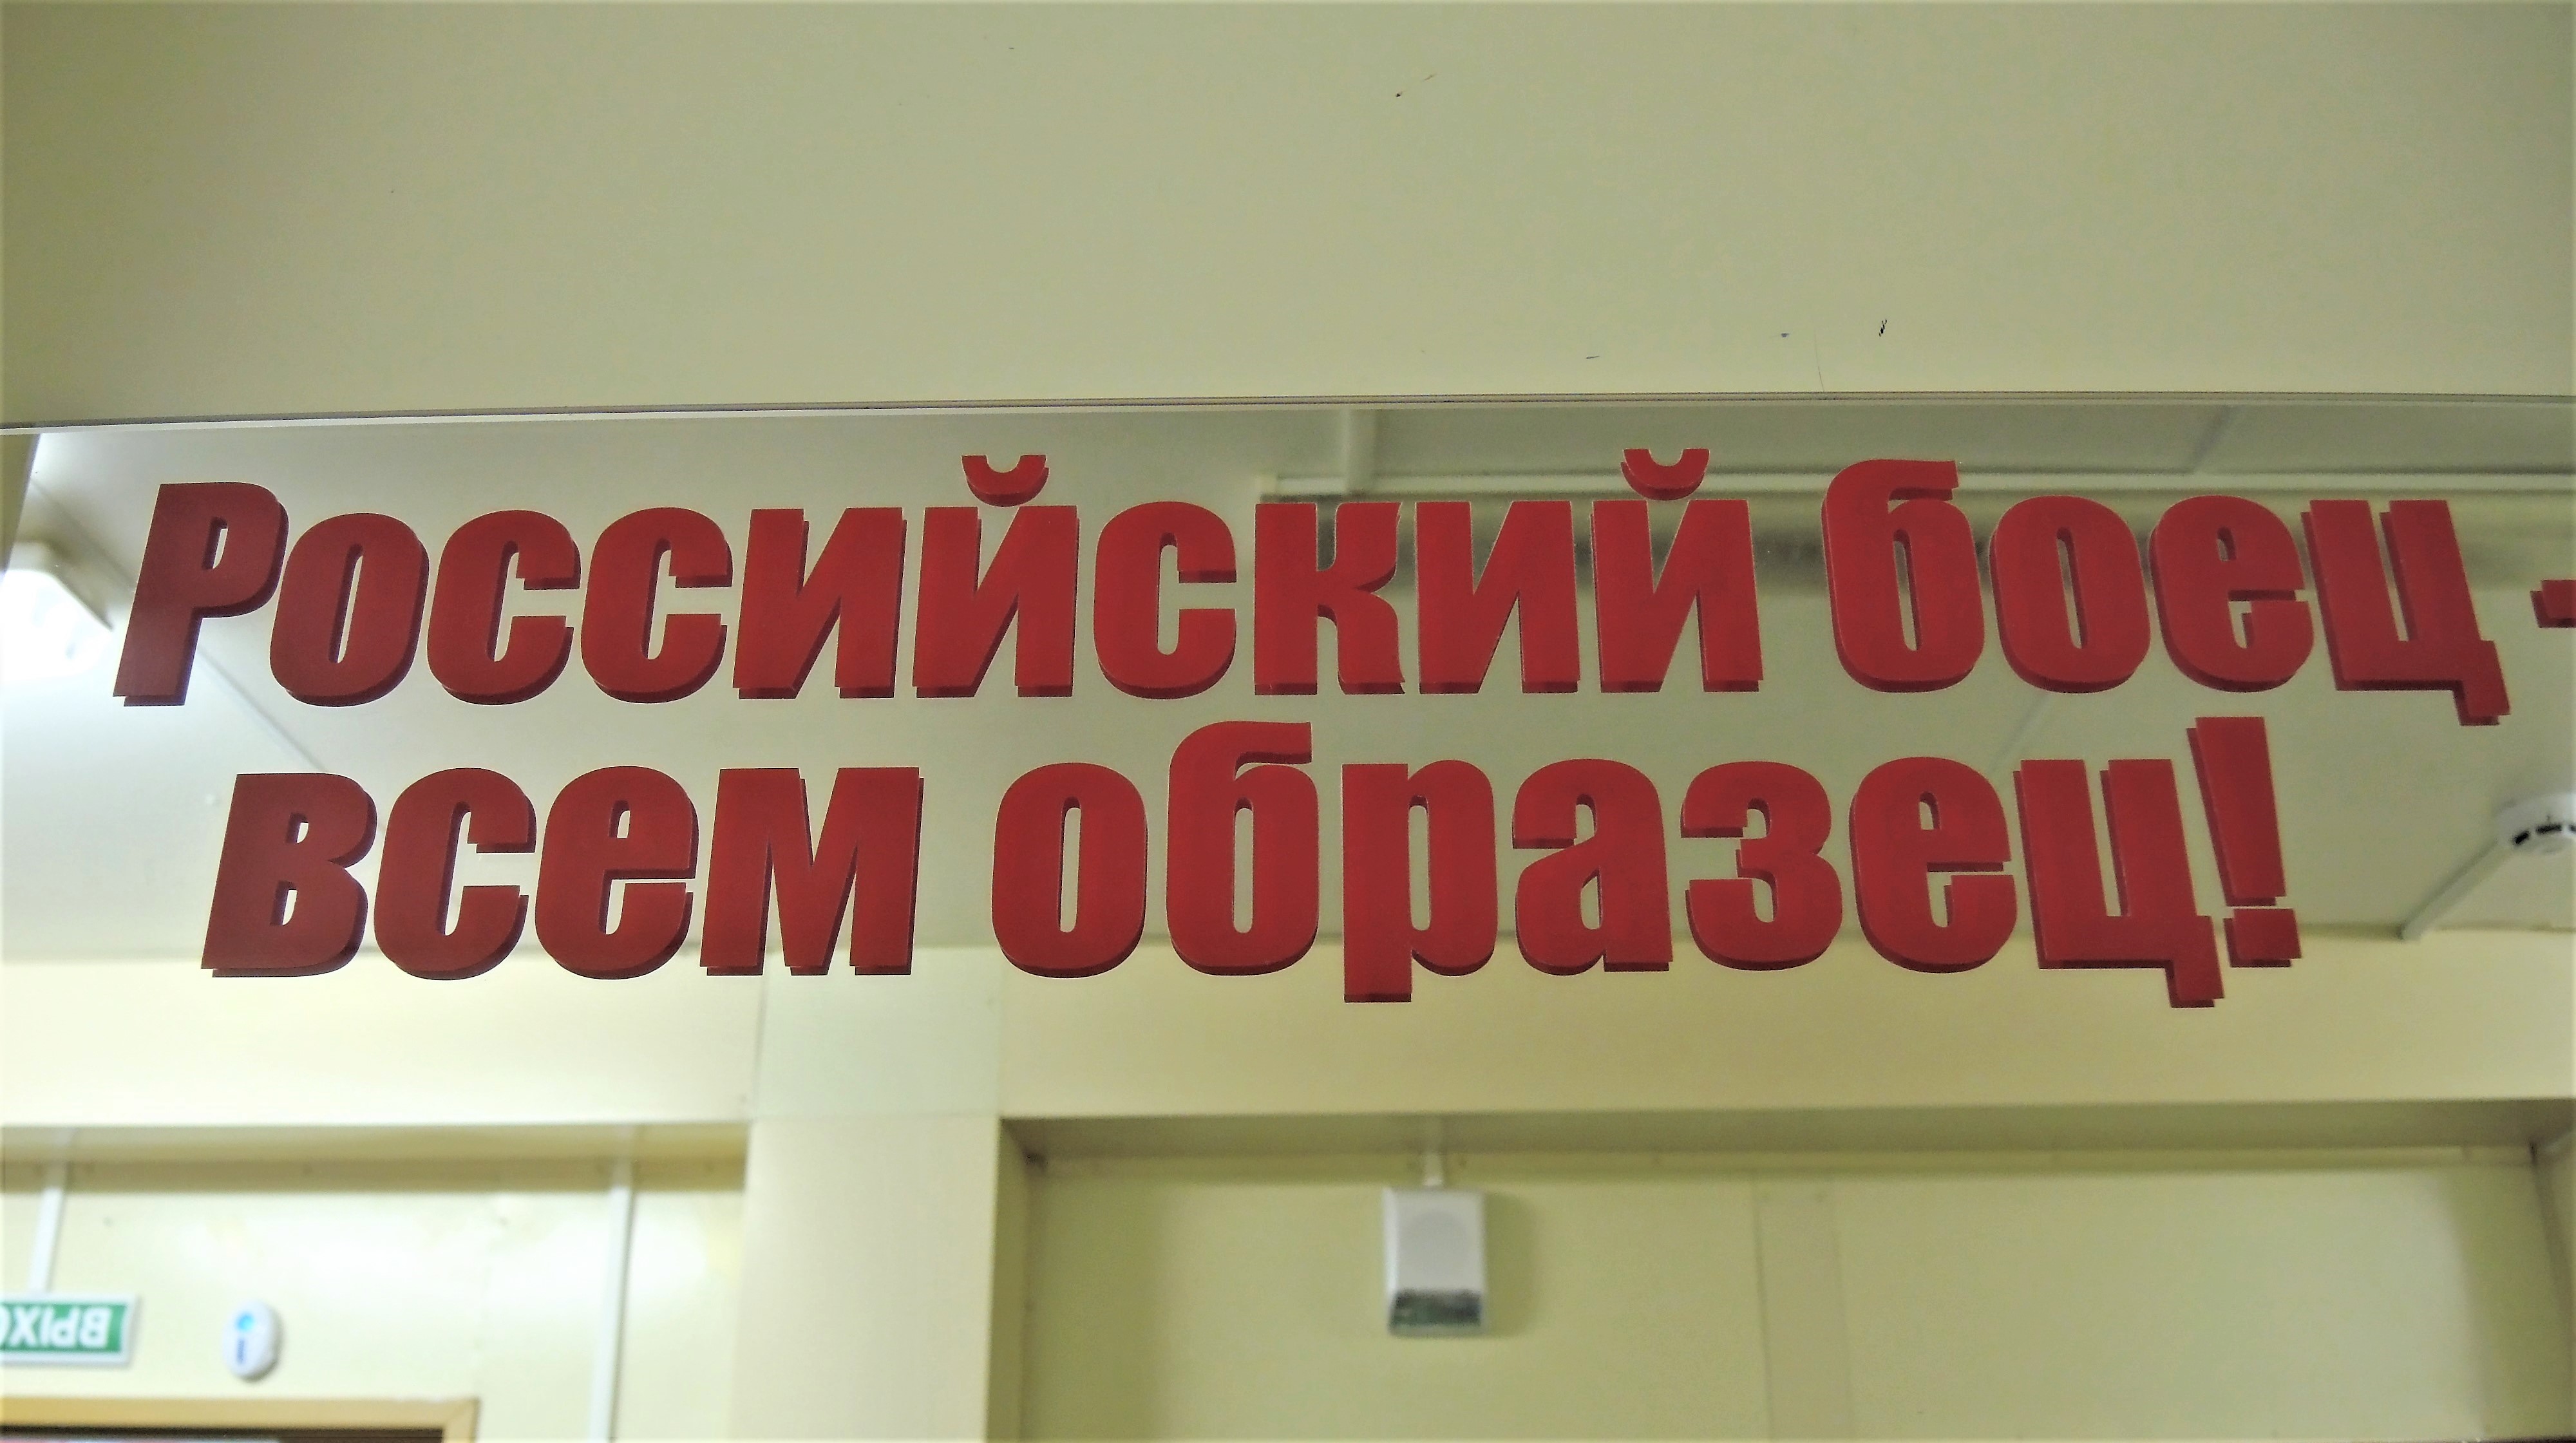 Российский боец -
всем образец!